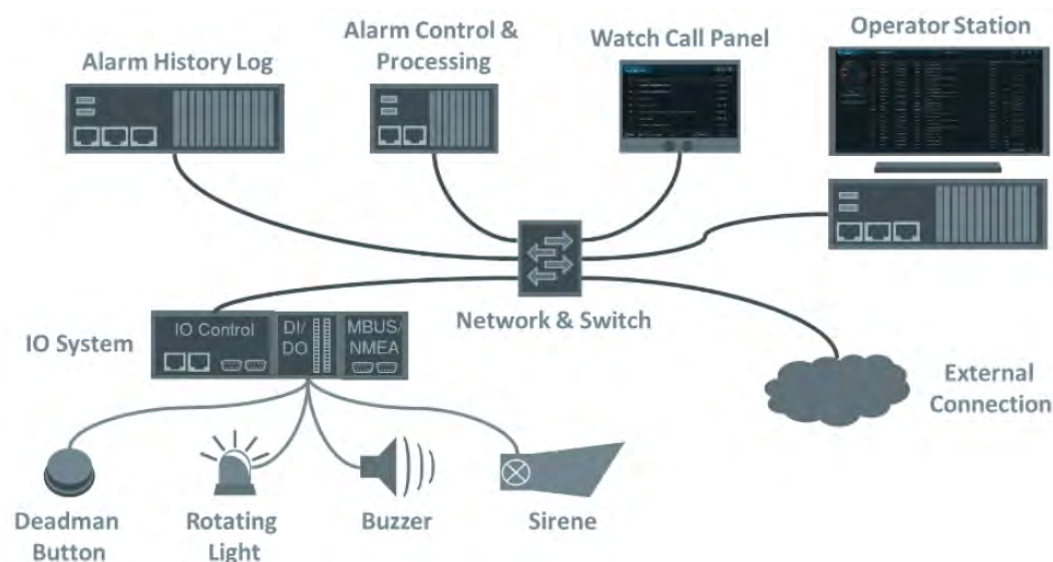 Alarm History Log
Alarm Control &
Processing
Watch Call Panel
Operator Station
Network & Switch
IO System
IO Control
DI/
DO
MBUS/
NMEA
External
Connection
Deadman
Button
Rotating
Light
Buzzer
Sirene